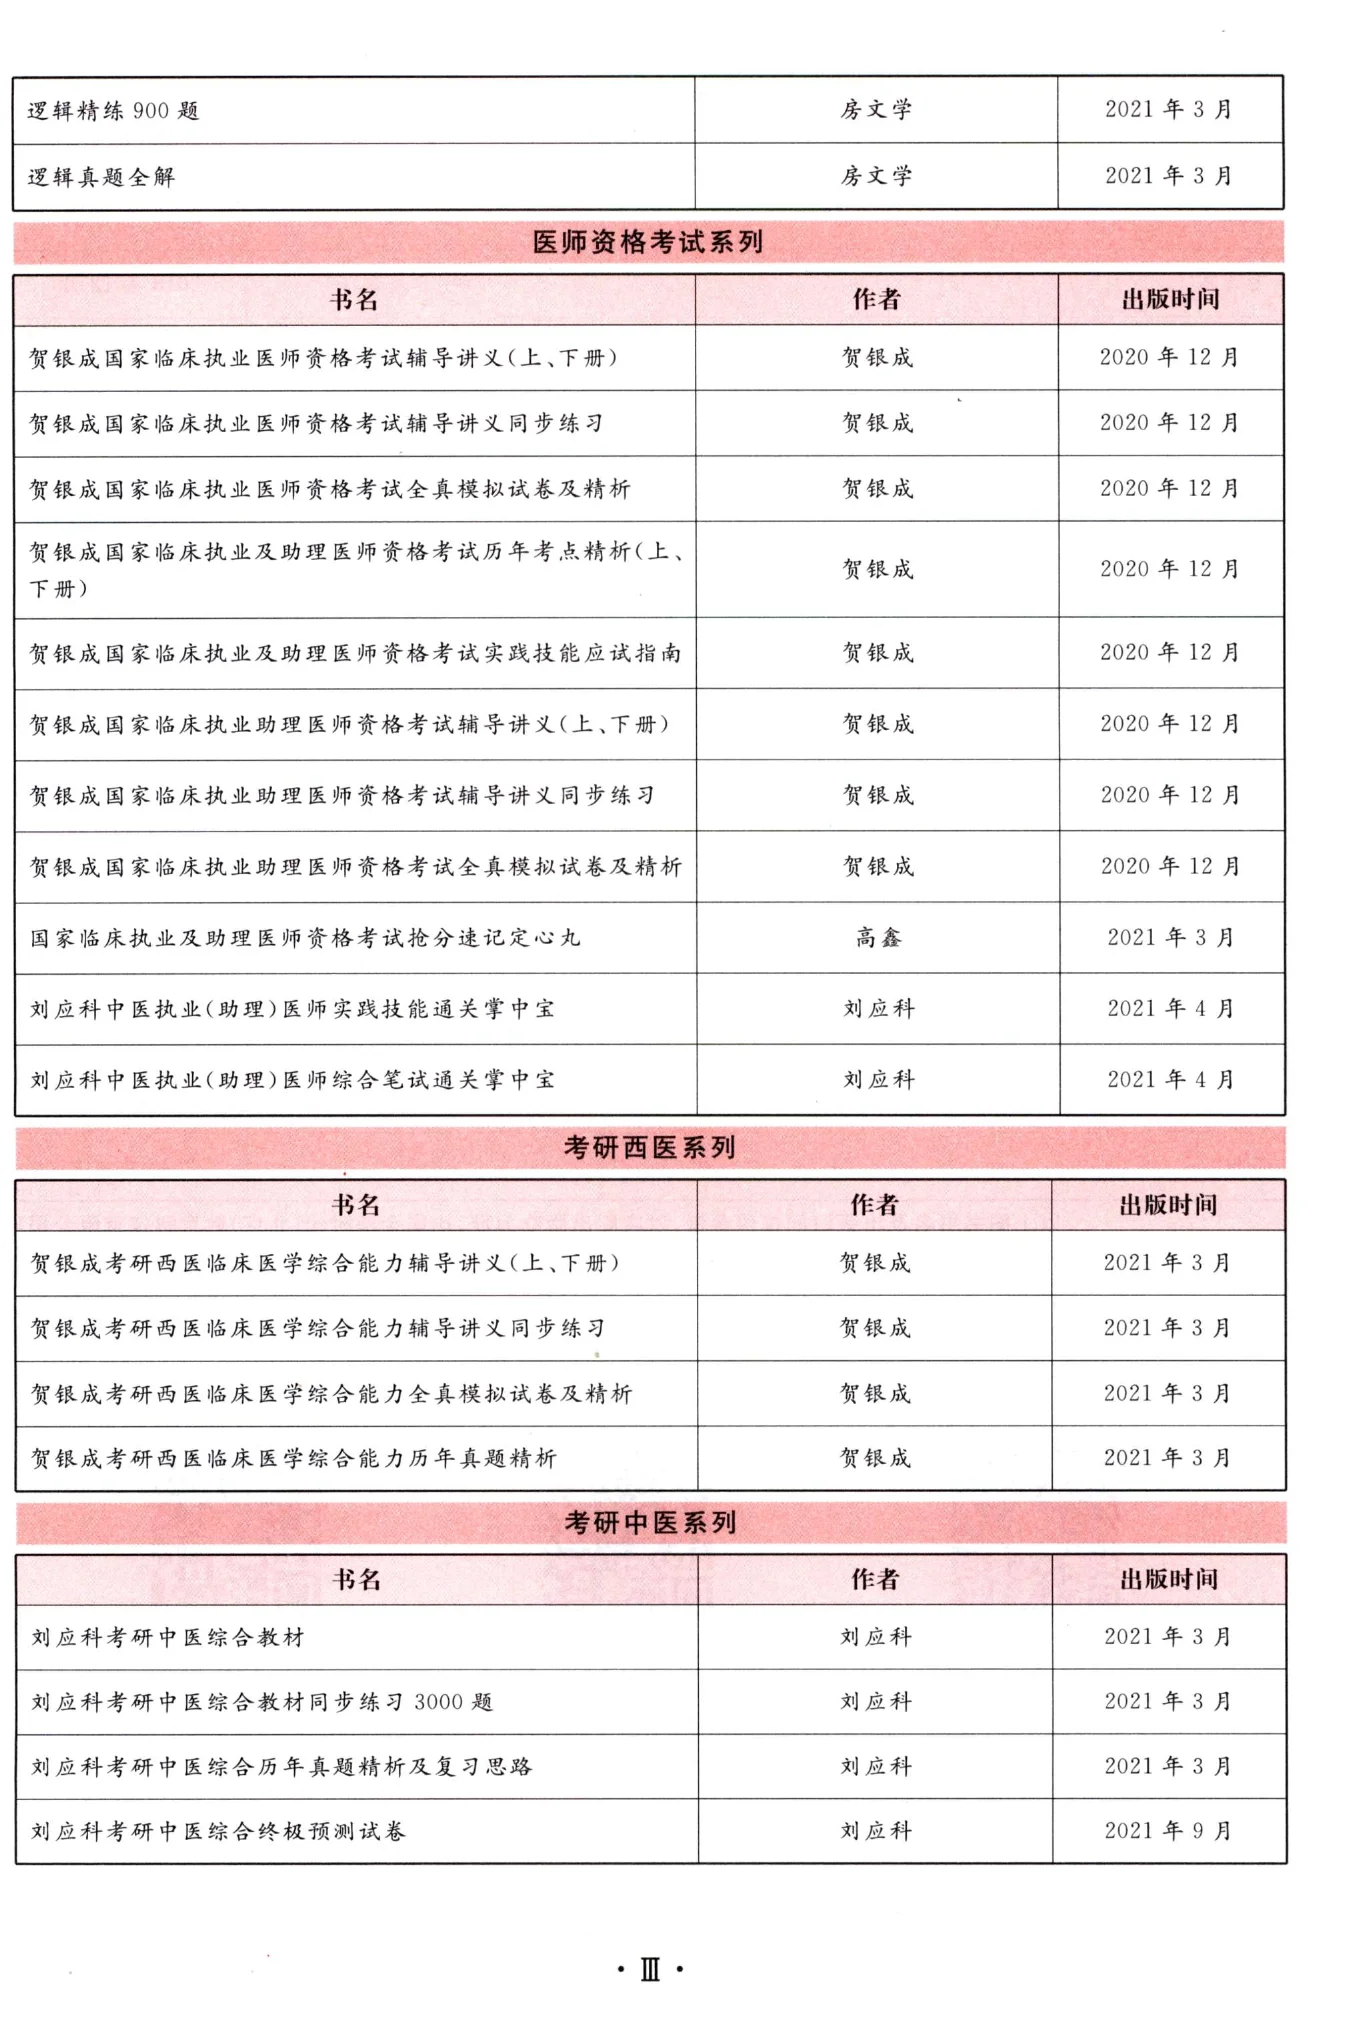 逻辑精练 900 题 房文学 2021 年 3 月
逻辑真题全解 房文学 2021 年 3 月
医师资格考试系列
书名 作者 出版时间
贺银成国家临床执业医师资格考试辅导讲义(上、下册) 贺银成 2020 年 12 月
贺银成国家临床执业医师资格考试辅导讲义同步练习 贺银成 2020 年 12 月
贺银成国家临床执业医师资格考试全真模拟试卷及精析 贺银成 2020 年 12 月
贺银成国家临床执业及助理医师资格考试历年考点精析(上、
下册) 贺银成 2020 年 12 月
贺银成国家临床执业及助理医师资格考试实践技能应试指南 贺银成 2020 年 12 月
贺银成国家临床执业助理医师资格考试辅导讲义(上、下册) 贺银成 2020 年 12 月
贺银成国家临床执业助理医师资格考试辅导讲义同步练习 贺银成 2020 年 12 月
贺银成国家临床执业助理医师资格考试全真模拟试卷及精析 贺银成 2020 年 12 月
国家临床执业及助理医师资格考试抢分速记定心丸 高鑫 2021 年 3 月
刘应科中医执业(助理)医师实践技能通关掌中宝 刘应科 2021 年 4 月
刘应科中医执业(助理)医师综合笔试通关掌中宝 刘应科 2021 年 4 月
考研西医系列
书名 作者 出版时间
贺银成考研西医临床医学综合能力辅导讲义(上、下册) 贺银成 2021 年 3 月
贺银成考研西医临床医学综合能力辅导讲义同步练习 贺银成 2021 年 3 月
贺银成考研西医临床医学综合能力全真模拟试卷及精析 贺银成 2021 年 3 月
贺银成考研西医临床医学综合能力历年真题精析 贺银成 2021 年 3 月
考研中医系列
书名 作者 出版时间
刘应科考研中医综合教材 刘应科 2021 年 3 月
刘应科考研中医综合教材同步练习 3000 题 刘应科 2021 年 3 月
刘应科考研中医综合历年真题精析及复习思路 刘应科 2021 年 3 月
刘应科考研中医综合终极预测试卷 刘应科 2021 年 9 月
· Ⅲ ·